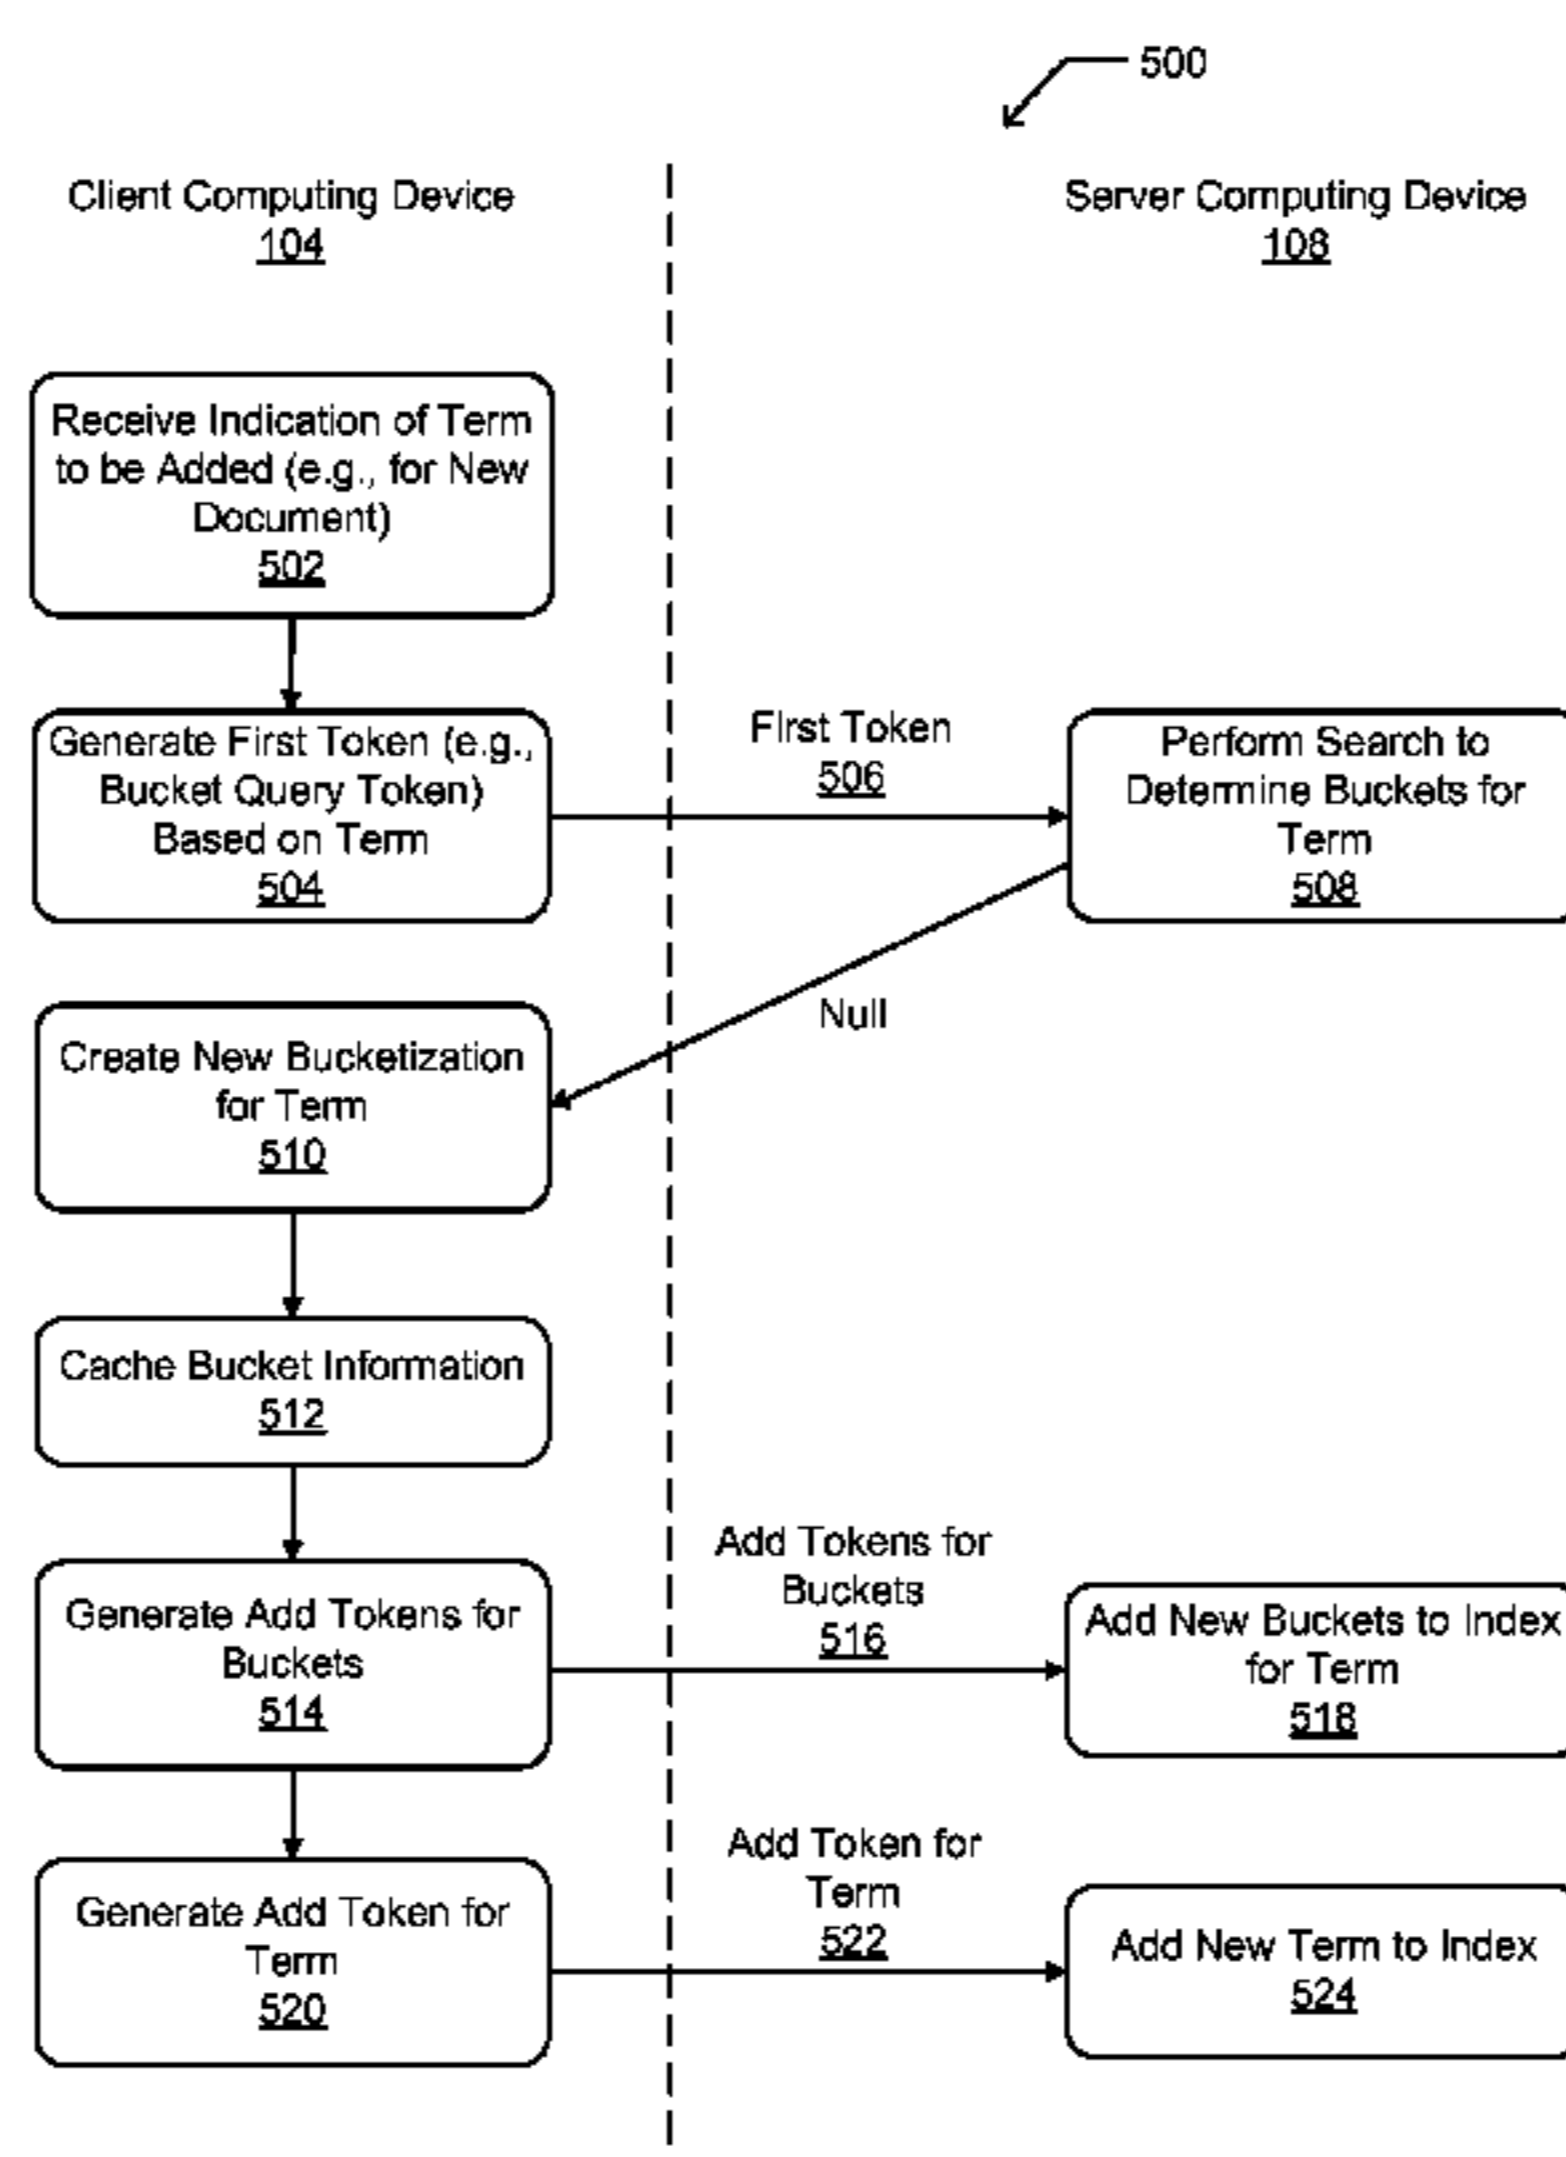 500
Client Computing Device
104
Server Computing Device
108
Receive Indication of Term
to be Added (e.g., for New
Document)
502
Generate First Token (e.g.,
Bucket Query Token)
Based on Term
504
First Token
506
Perform Search to
Determine Buckets for
Term
508
Null
Create New Bucketization
for Term
510
Cache Bucket Information
512
Generate Add Tokens for
Buckets
514
Add Tokens for
Buckets
516
Add New Buckets to Index
for Term
518
Generate Add Token for
Term
520
Add Token for
Term
522
Add New Term to Index
524